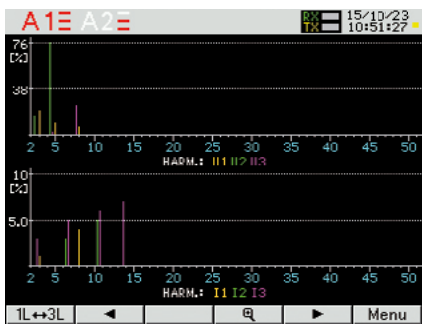 A1 A2 RX TX 15/10/23
10:51:27
76
[%]
38
2 5 10 15 20 25 30 35 40 45 50
HARM.: U1 U2 U3
10
[%]
5.0
2 5 10 15 20 25 30 35 40 45 50
HARM.: I1 I2 I3
1L↔3L ◄ ► Menu